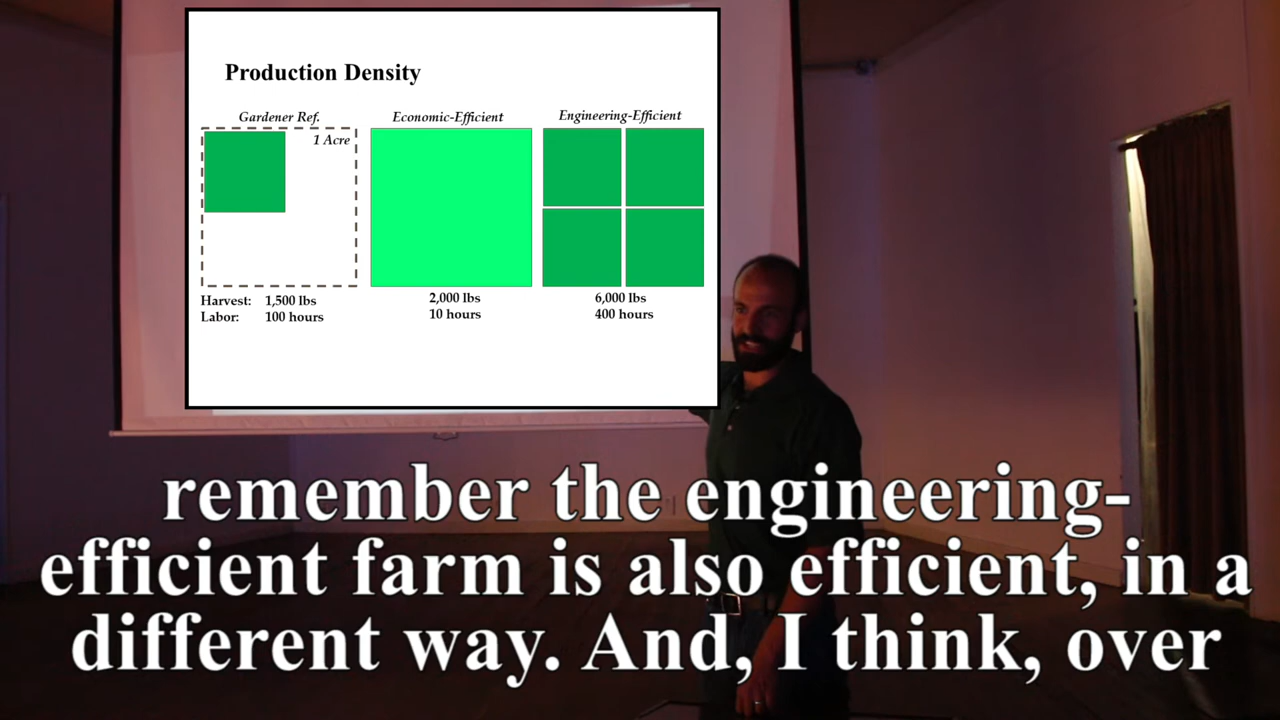 Production Density
Gardener Ref.
Economic-Efficient
Engineering-Efficient
1 Acre
Harvest: 1,500 lbs
Labor: 100 hours
2,000 lbs
10 hours
6,000 lbs
400 hours
remember the engineering-
efficient farm is also efficient, in a
different way. And, I think, over